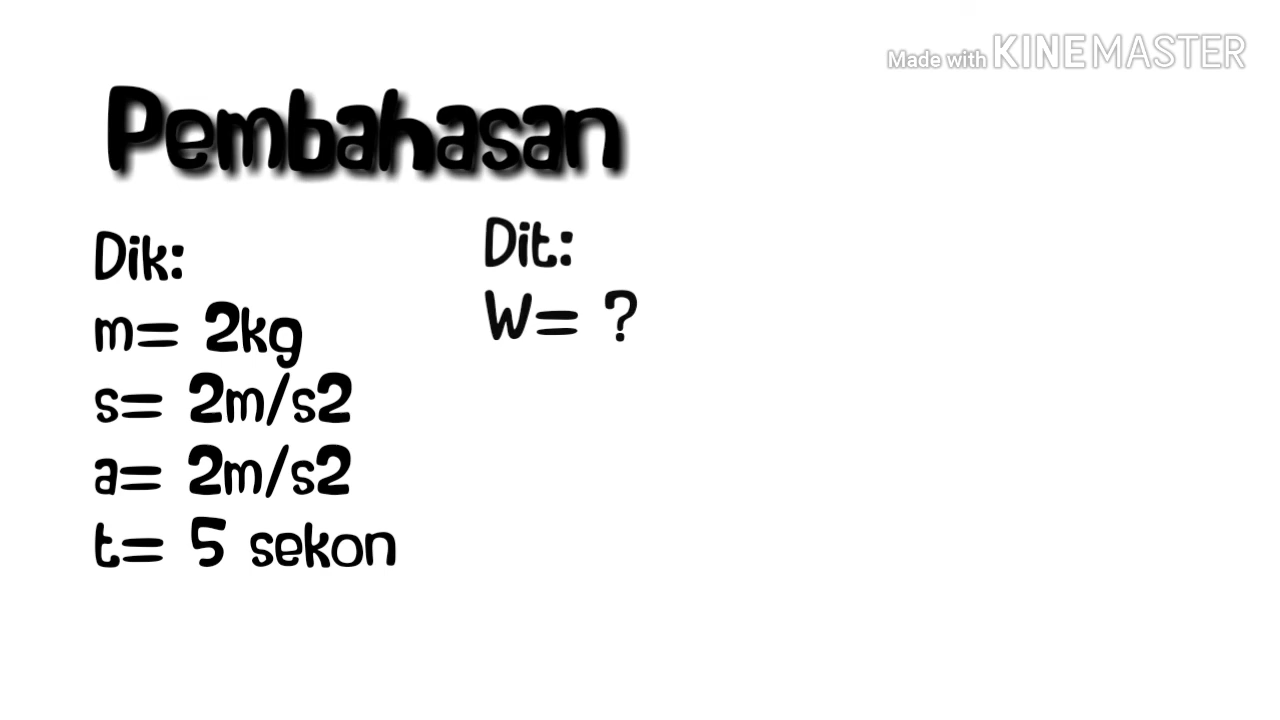 Made with KINEMASTER
Pembahasan
Dik:
m= 2kg
s= 2m/s2
a= 2m/s2
t= 5 sekon
Dit:
W= ?